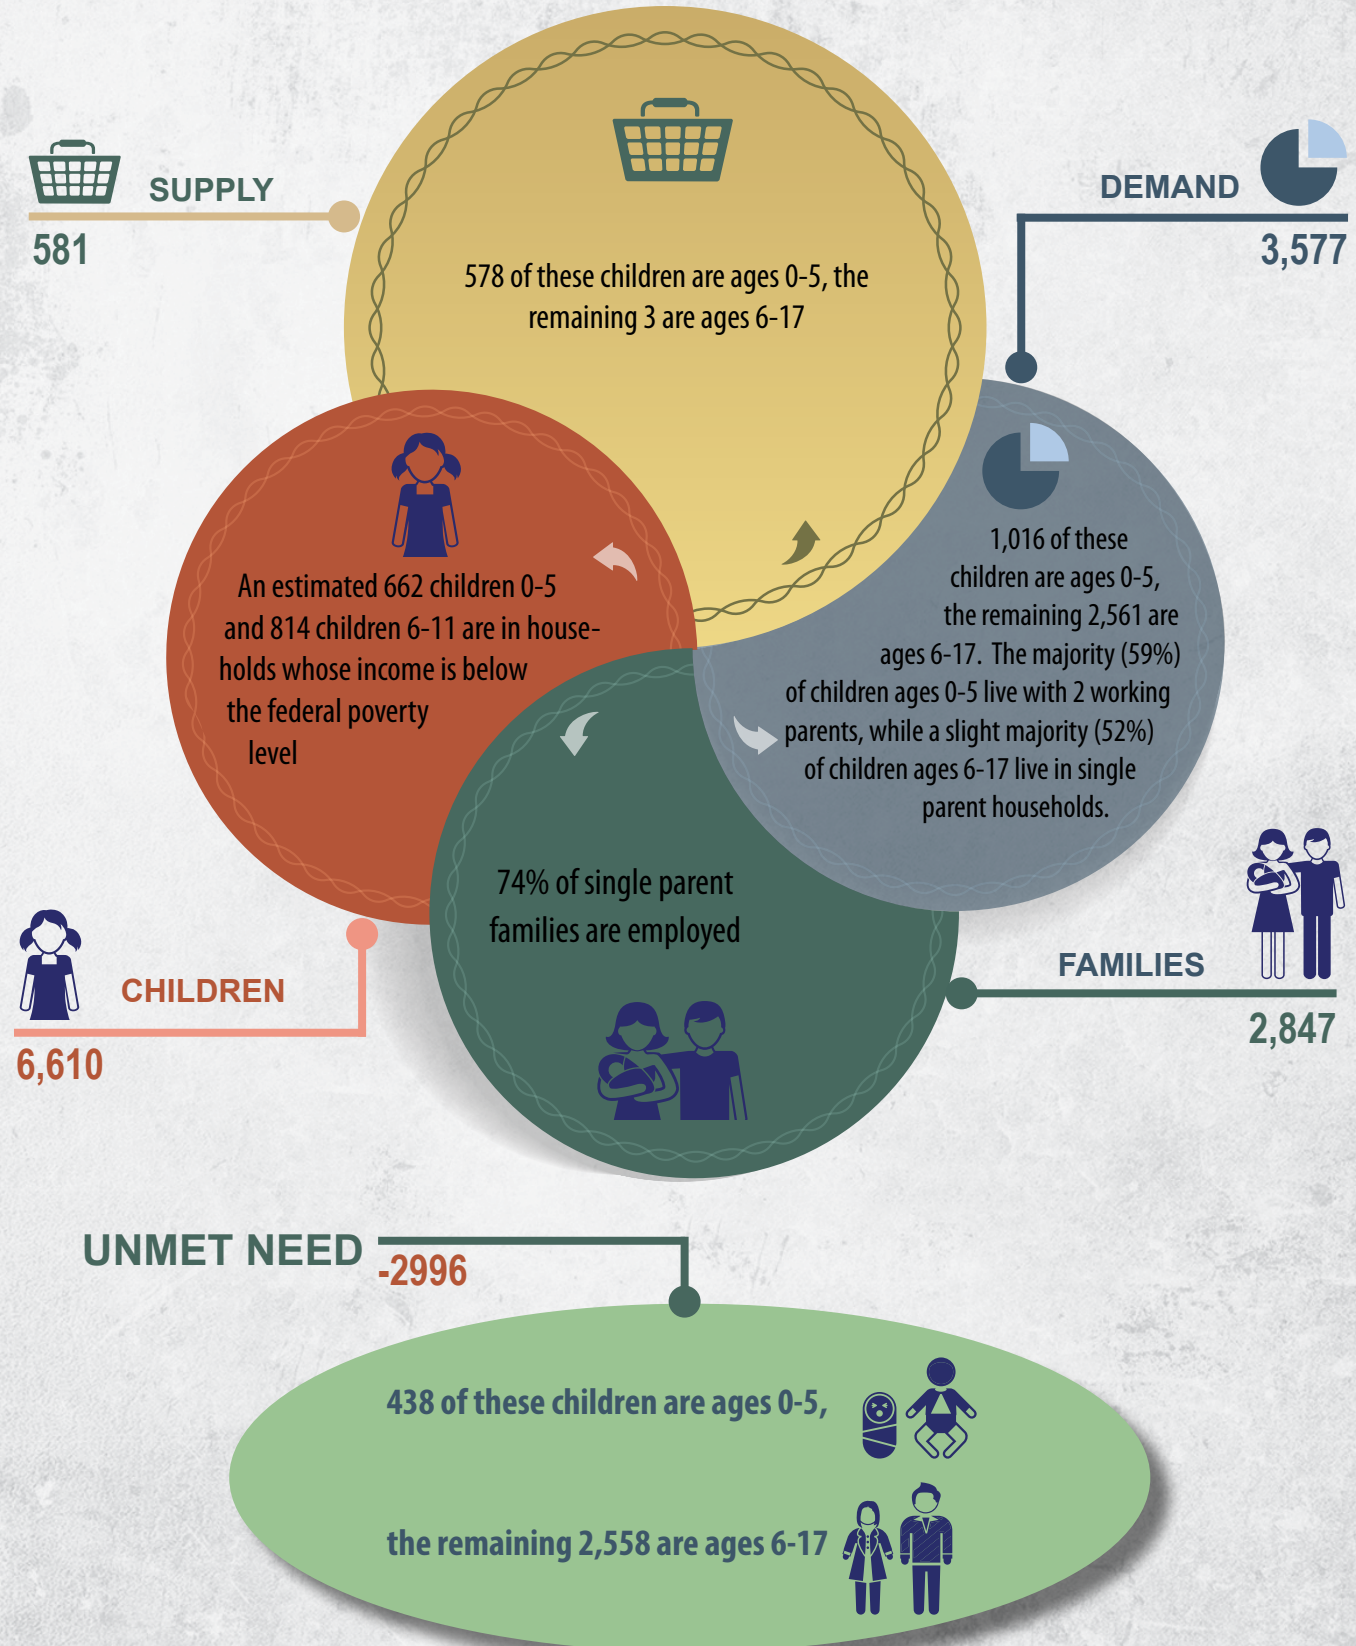 SUPPLY
581
DEMAND
3,577
578 of these children are ages 0-5, the
remaining 3 are ages 6-17
1,016 of these
children are ages 0-5,
the remaining 2,561 are
ages 6-17. The majority (59%)
of children ages 0-5 live with 2 working
parents, while a slight majority (52%)
of children ages 6-17 live in single
parent households.
An estimated 662 children 0-5
and 814 children 6-11 are in house-
holds whose income is below
the federal poverty
level
74% of single parent
families are employed
CHILDREN
6,610
FAMILIES
2,847
UNMET NEED
-2996
438 of these children are ages 0-5,
the remaining 2,558 are ages 6-17